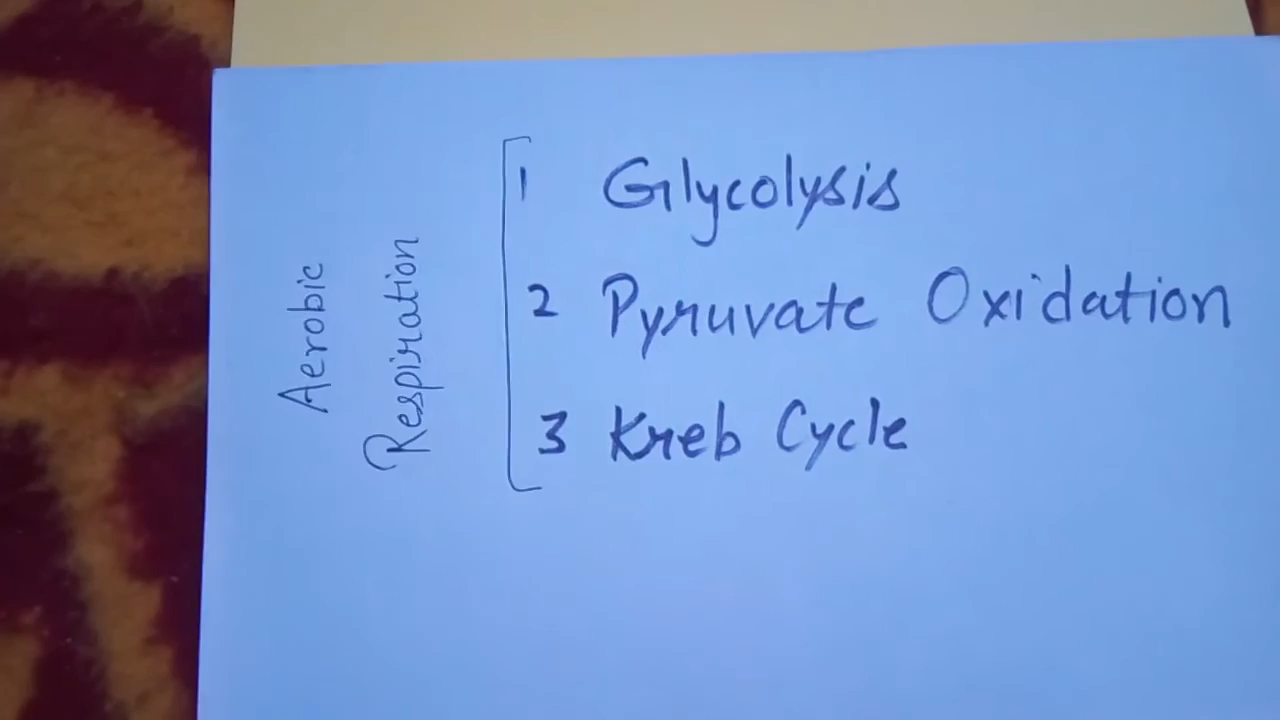 Aerobic
Respiration
1 Glycolysis
2 Pyruvate Oxidation
3 Kreb Cycle